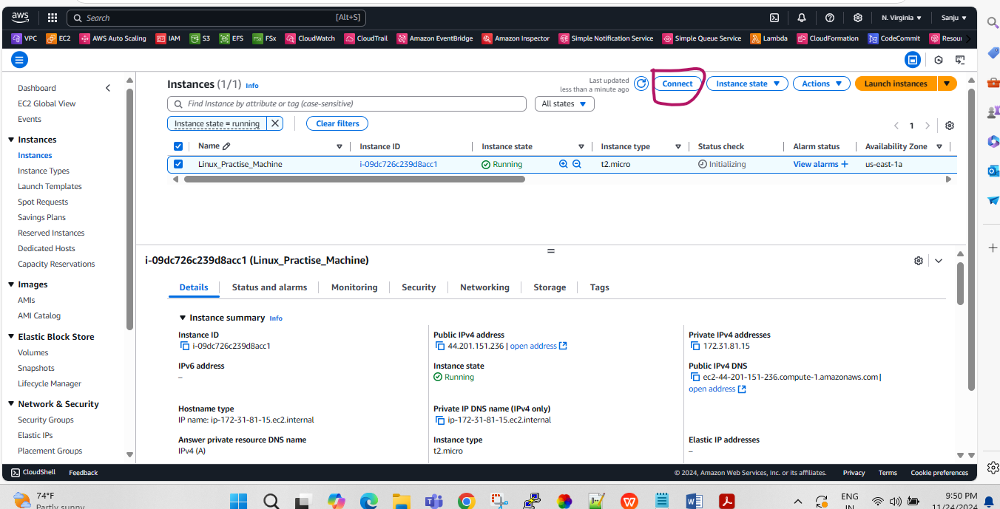 aws
Search [Alt+S]
N. Virginia Sanju
VPC EC2 AWS Auto Scaling IAM S3 EFS FSx CloudWatch CloudTrail Amazon EventBridge Amazon Inspector Simple Notification Service Simple Queue Service Lambda CloudFormation CodeCommit Resou
Dashboard
EC2 Global View
Events
Instances
Instances
Instance Types
Launch Templates
Spot Requests
Savings Plans
Reserved Instances
Dedicated Hosts
Capacity Reservations
Images
AMIs
AMI Catalog
Elastic Block Store
Volumes
Snapshots
Lifecycle Manager
Network & Security
Security Groups
Elastic IPs
Placement Groups
Instances (1/1) Info
Last updated
less than a minute ago
Connect Instance state Actions Launch instances
Find Instance by attribute or tag (case-sensitive)
All states
Instance state = running
Clear filters
1
Name Instance ID Instance state Instance type Status check Alarm status Availability Zone
Linux_Practise_Machine i-09dc726c239d8acc1 Running t2.micro Initializing View alarms + us-east-1a
i-09dc726c239d8acc1 (Linux_Practise_Machine)
Details Status and alarms Monitoring Security Networking Storage Tags
Instance summary Info
Instance ID
i-09dc726c239d8acc1
Public IPv4 address
44.201.151.236 | open address
Private IPv4 addresses
172.31.81.15
IPv6 address
–
Instance state
Running
Public IPv4 DNS
ec2-44-201-151-236.compute-1.amazonaws.com |
open address
Hostname type
IP name: ip-172-31-81-15.ec2.internal
Private IP DNS name (IPv4 only)
ip-172-31-81-15.ec2.internal
Answer private resource DNS name
IPv4 (A)
Instance type
t2.micro
Elastic IP addresses
–
CloudShell Feedback
© 2024, Amazon Web Services, Inc. or its affiliates. Privacy Terms Cookie preferences
74°F
Partly sunny
ENG
IN
9:50 PM
11/24/2024